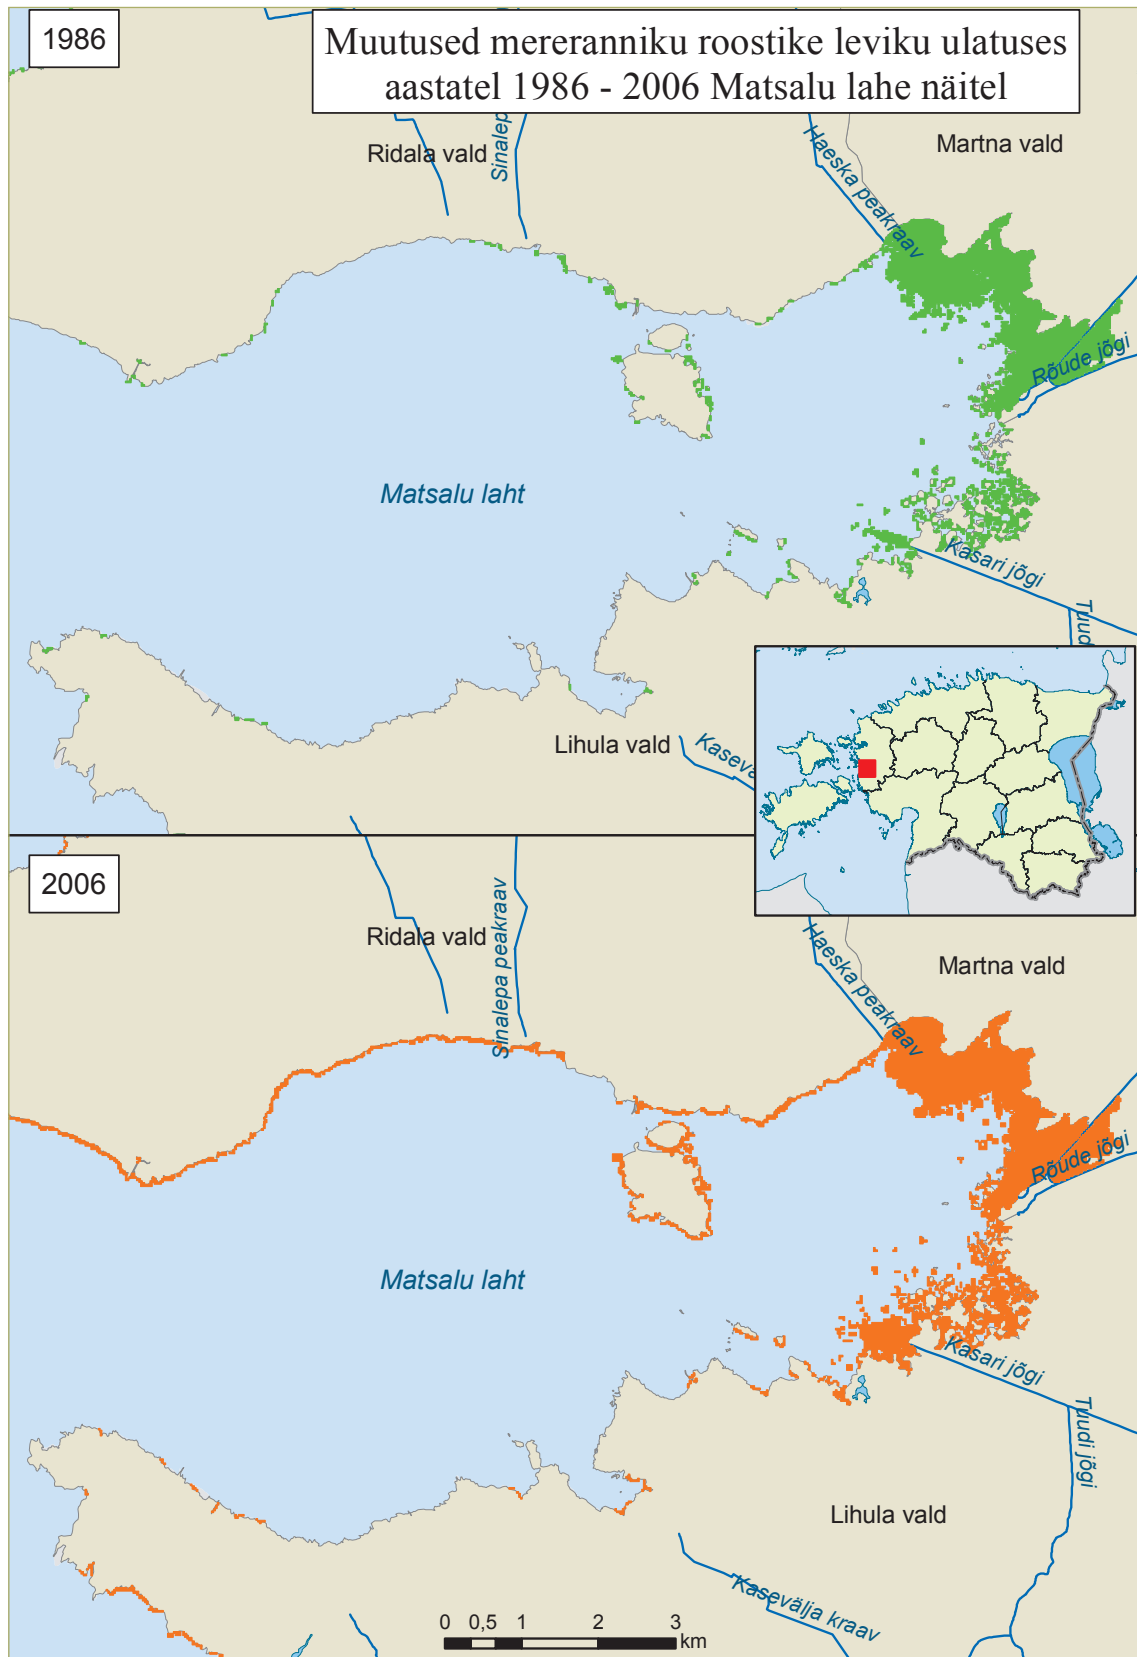 1986
Muutused mereranniku roostike leviku ulatuses
aastatel 1986 - 2006 Matsalu lahe näitel
Ridala vald
Sinalep
Haeska peakraav
Martna vald
Rõude jõgi
Matsalu laht
Kasari jõgi
Tuud
Lihula vald
Kasevä
2006
Ridala vald
Sinalepa peakraav
Haeska peakraav
Martna vald
Rõude jõgi
Matsalu laht
Kasari jõgi
Tuudi jõgi
Lihula vald
Kasevälja kraav
0 0,5 1 2 3
km